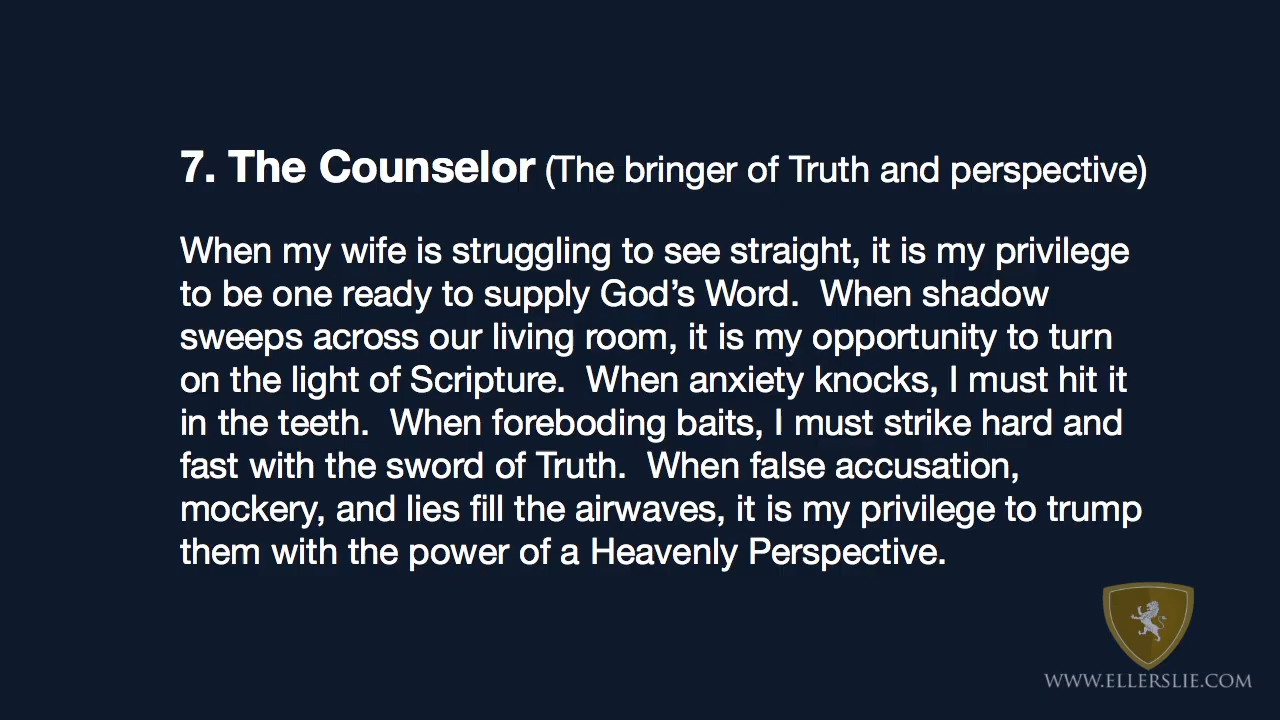 7. The Counselor (The bringer of Truth and perspective)
When my wife is struggling to see straight, it is my privilege
to be one ready to supply God’s Word.  When shadow
sweeps across our living room, it is my opportunity to turn
on the light of Scripture.  When anxiety knocks, I must hit it
in the teeth.  When foreboding baits, I must strike hard and
fast with the sword of Truth.  When false accusation,
mockery, and lies fill the airwaves, it is my privilege to trump
them with the power of a Heavenly Perspective.
WWW.ELLERSLIE.COM